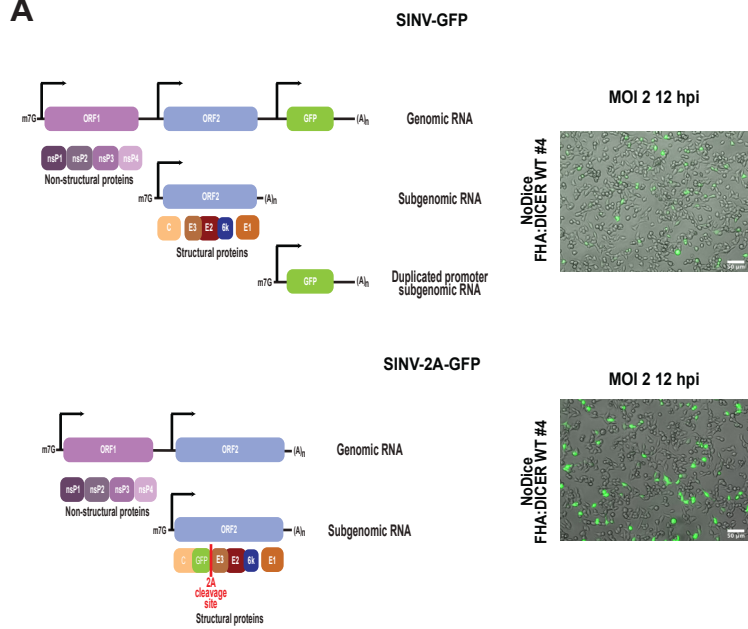 A
SINV-GFP
m7G ORF1 ORF2 GFP (A)n Genomic RNA
nsP1 nsP2 nsP3 nsP4
Non-structural proteins
m7G ORF2 (A)n Subgenomic RNA
C E3 E2 6k E1
Structural proteins
m7G GFP (A)n Duplicated promoter
subgenomic RNA
MOI 2 12 hpi
NoDice
FHA:DICER WT #4
50 µm
SINV-2A-GFP
m7G ORF1 ORF2 (A)n Genomic RNA
nsP1 nsP2 nsP3 nsP4
Non-structural proteins
m7G ORF2 (A)n Subgenomic RNA
C GFP E3 E2 6k E1
2A
cleavage
site
Structural proteins
MOI 2 12 hpi
NoDice
FHA:DICER WT #4
50 µm